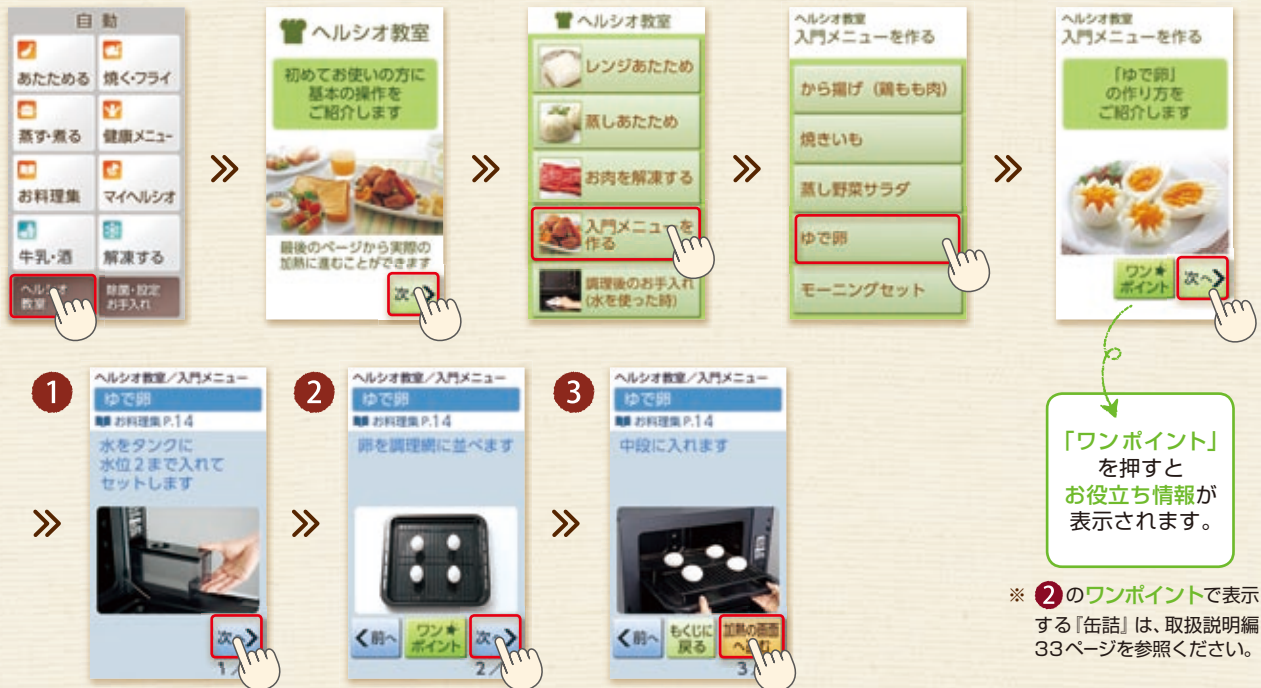 自動
あたためる
焼く・フライ
蒸す・煮る
健康メニュー
お料理集
マイヘルシオ
牛乳・酒
解凍する
ヘルシオ
教室
除菌・設定
お手入れ
ヘルシオ教室
初めてお使いの方に
基本の操作を
ご紹介します
最後のページから実際の
加熱に進むことができます
次へ
ヘルシオ教室
レンジあたため
蒸しあたため
お肉を解凍する
入門メニューを
作る
調理後のお手入れ
(水を使った時)
ヘルシオ教室
入門メニューを作る
から揚げ (鶏もも肉)
焼きいも
蒸し野菜サラダ
ゆで卵
モーニングセット
ヘルシオ教室
入門メニューを作る
「ゆで卵」
の作り方を
ご紹介します
ワン★
ポイント
次へ
1
ヘルシオ教室/入門メニュー
ゆで卵
お料理集P.14
水をタンクに
水位2まで入れて
セットします
次へ
1/
2
ヘルシオ教室/入門メニュー
ゆで卵
お料理集P.14
卵を調理網に並べます
前へ
ワン★
ポイント
次へ
2/
3
ヘルシオ教室/入門メニュー
ゆで卵
お料理集P.14
中段に入れます
前へ
もくじに
戻る
加熱の画面
へ進む
3/
「ワンポイント」
を押すと
お役立ち情報が
表示されます。
※ 2のワンポイントで表示
する『缶詰』は、取扱説明編
33ページを参照ください。